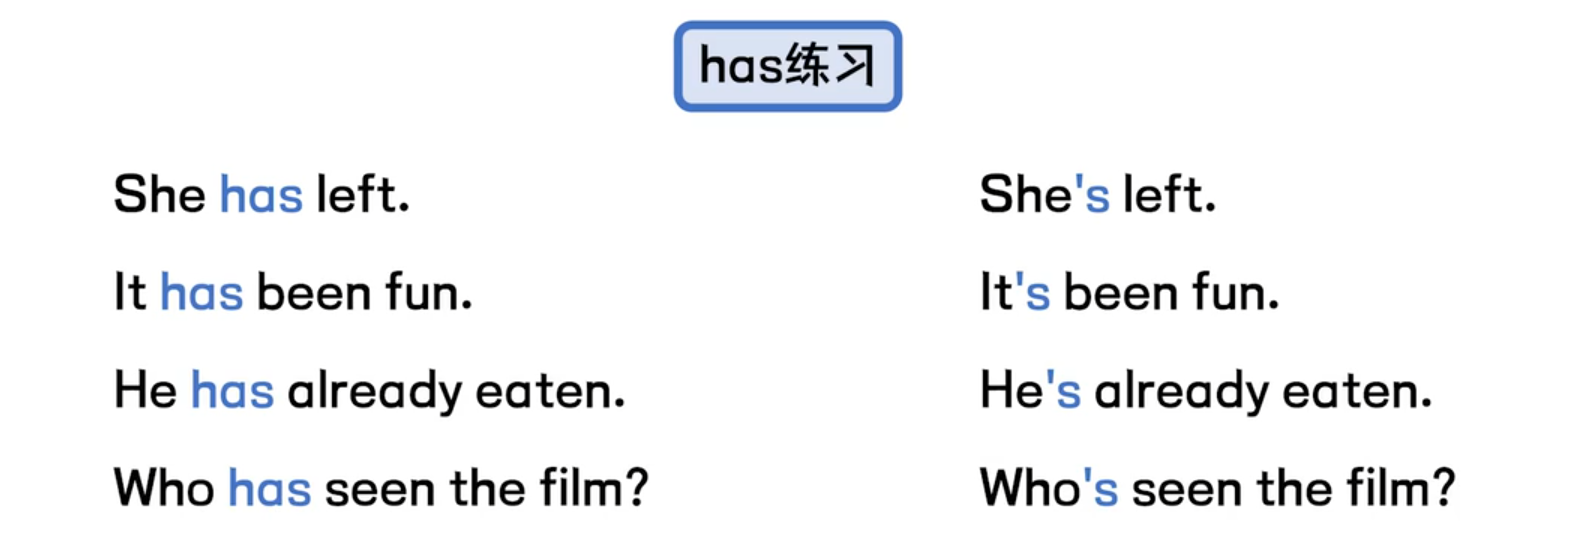 has练习
She has left. She's left.
It has been fun. It's been fun.
He has already eaten. He's already eaten.
Who has seen the film? Who's seen the film?